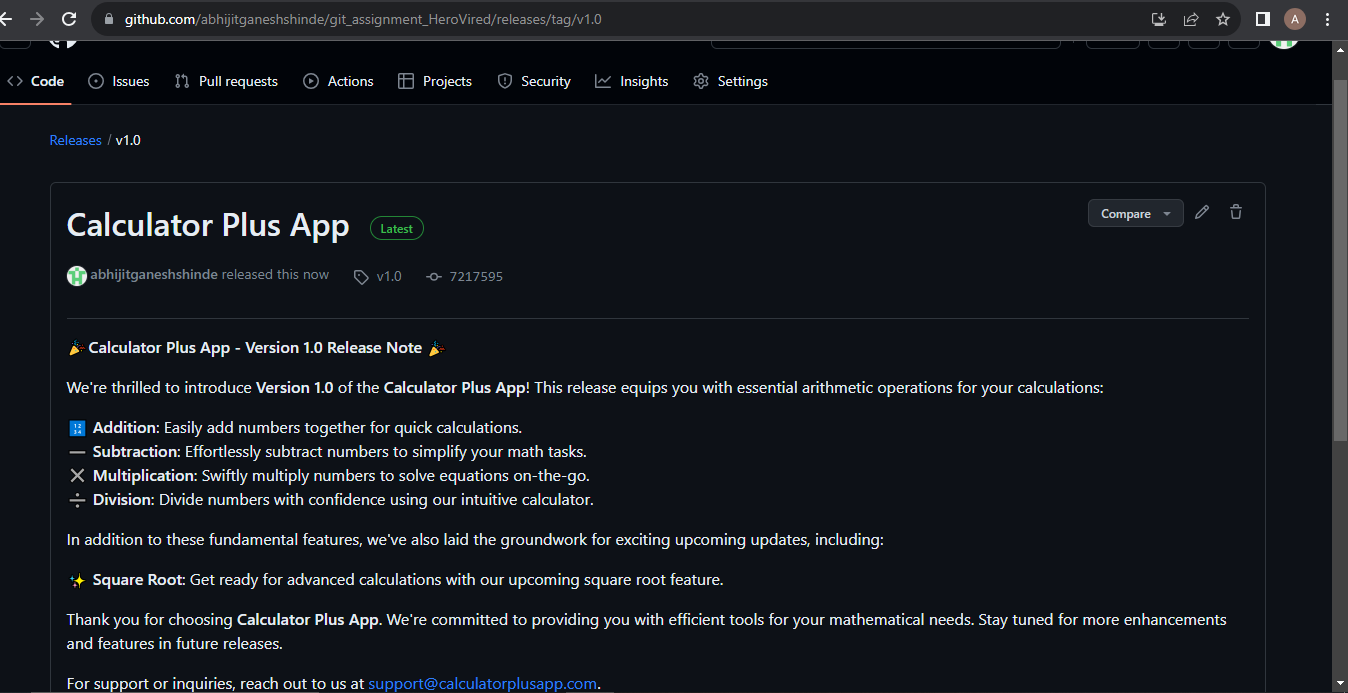 github.com/abhijitganeshshinde/git_assignment_HeroVired/releases/tag/v1.0
A
Code Issues Pull requests Actions Projects Security Insights Settings
Releases / v1.0
Calculator Plus App Latest
Compare
abhijitganeshshinde released this now v1.0 7217595
🎉 Calculator Plus App - Version 1.0 Release Note 🎉
We're thrilled to introduce Version 1.0 of the Calculator Plus App! This release equips you with essential arithmetic operations for your calculations:
🔢 Addition: Easily add numbers together for quick calculations.
➖ Subtraction: Effortlessly subtract numbers to simplify your math tasks.
✖ Multiplication: Swiftly multiply numbers to solve equations on-the-go.
➗ Division: Divide numbers with confidence using our intuitive calculator.
In addition to these fundamental features, we've also laid the groundwork for exciting upcoming updates, including:
✨ Square Root: Get ready for advanced calculations with our upcoming square root feature.
Thank you for choosing Calculator Plus App. We're committed to providing you with efficient tools for your mathematical needs. Stay tuned for more enhancements
and features in future releases.
For support or inquiries, reach out to us at support@calculatorplusapp.com.